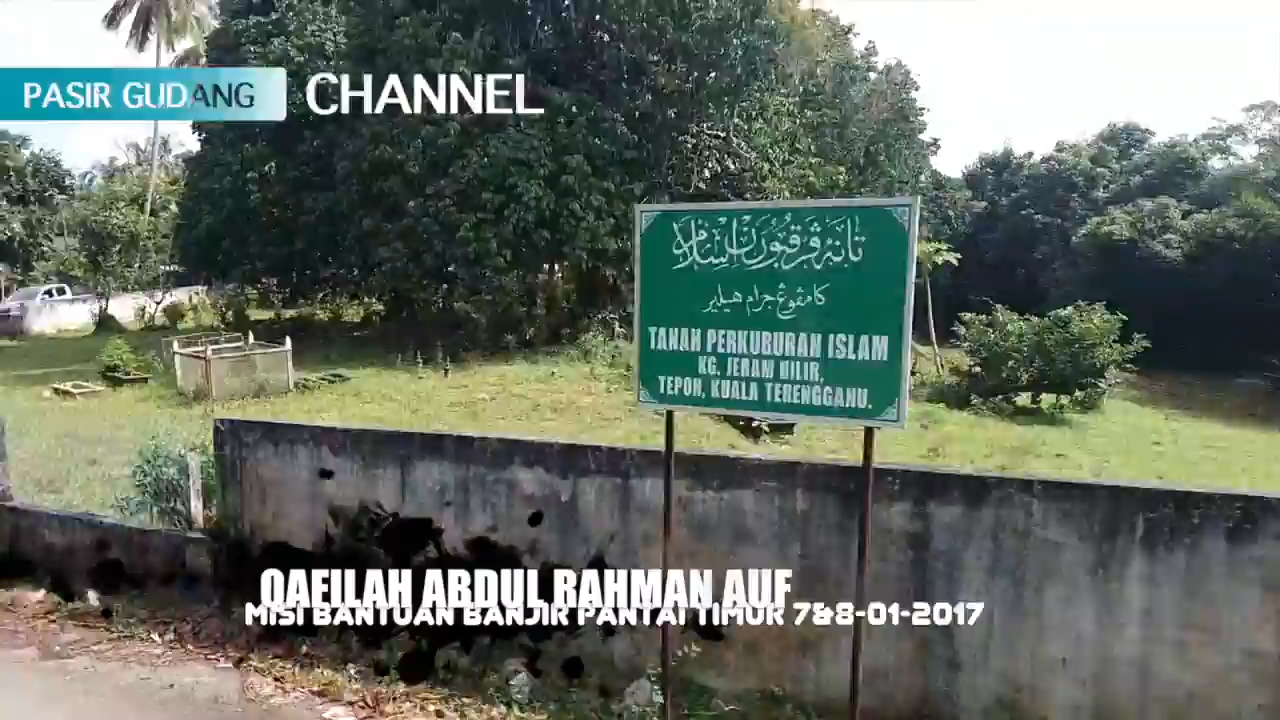 PASIR GUDANG CHANNEL
تانه ڤرقبورن اسلام
كامڤوڠ جرام هيلير
TANAH PERKUBURAN ISLAM
KG. JERAM HILIR,
TEPOH, KUALA TERENGGANU.
QAFILAH ABDUL RAHMAN AUF
MISI BANTUAN BANJIR PANTAI TIMUR 7&8-01-2017